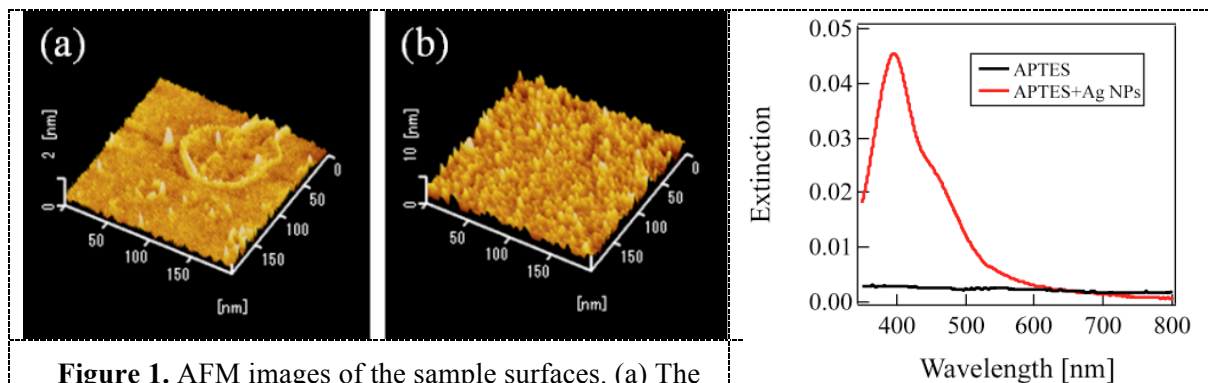 (a)
2 [nm]
0
50
100
150
[nm]
0
50
100
150
(b)
10 [nm]
0
50
100
150
[nm]
0
50
100
150
Figure 1. AFM images of the sample surfaces. (a) The
0.05
0.04
0.03
0.02
0.01
0.00
Extinction
APTES
APTES+Ag NPs
400
500
600
700
800
Wavelength [nm]